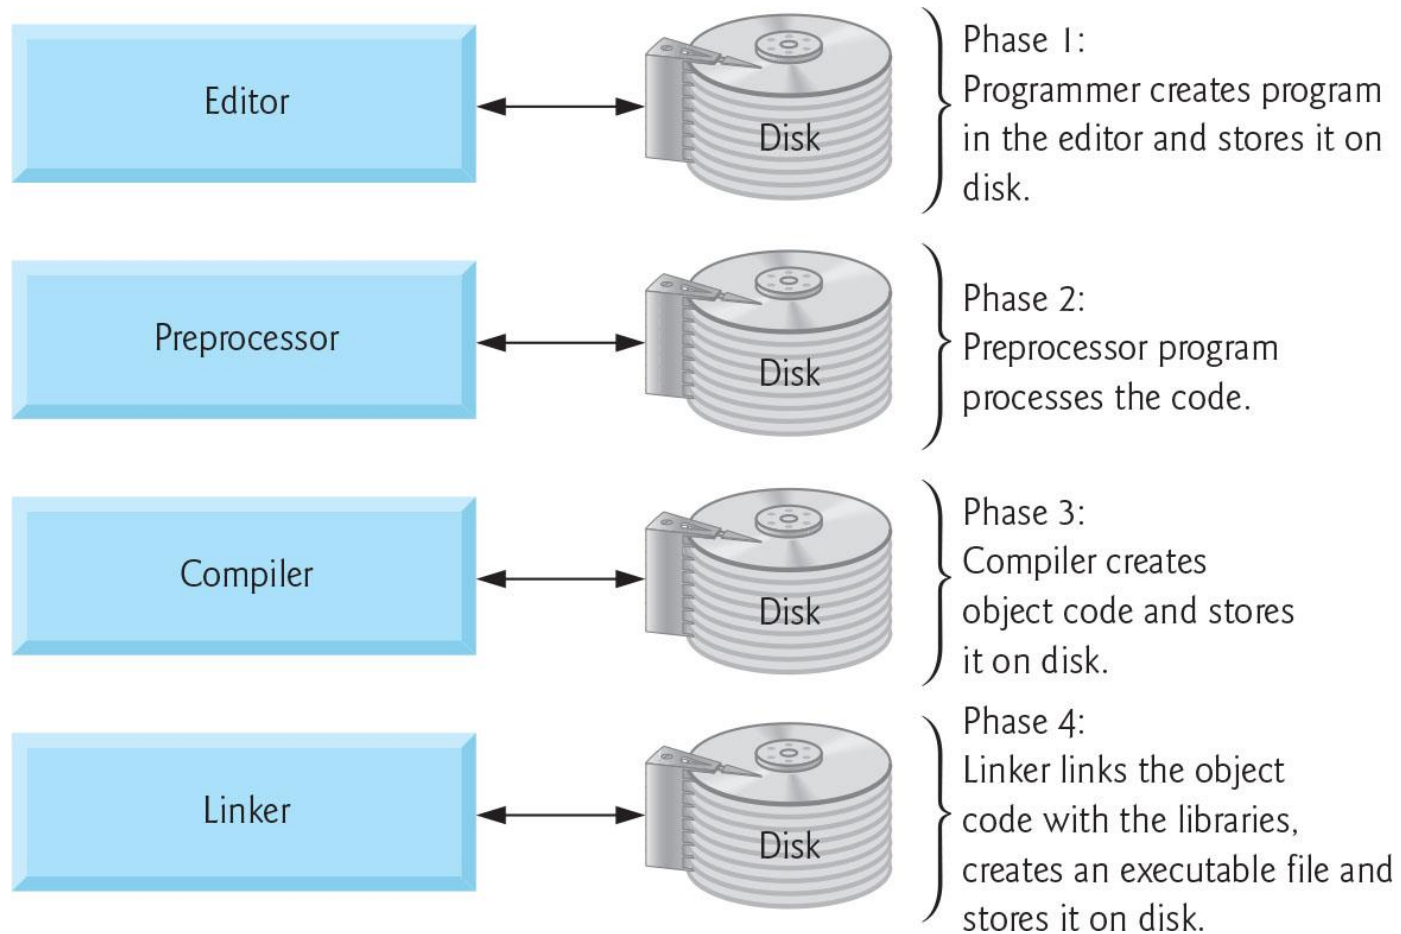 Editor
Disk
Phase 1:
Programmer creates program
in the editor and stores it on
disk.
Preprocessor
Disk
Phase 2:
Preprocessor program
processes the code.
Compiler
Disk
Phase 3:
Compiler creates
object code and stores
it on disk.
Linker
Disk
Phase 4:
Linker links the object
code with the libraries,
creates an executable file and
stores it on disk.